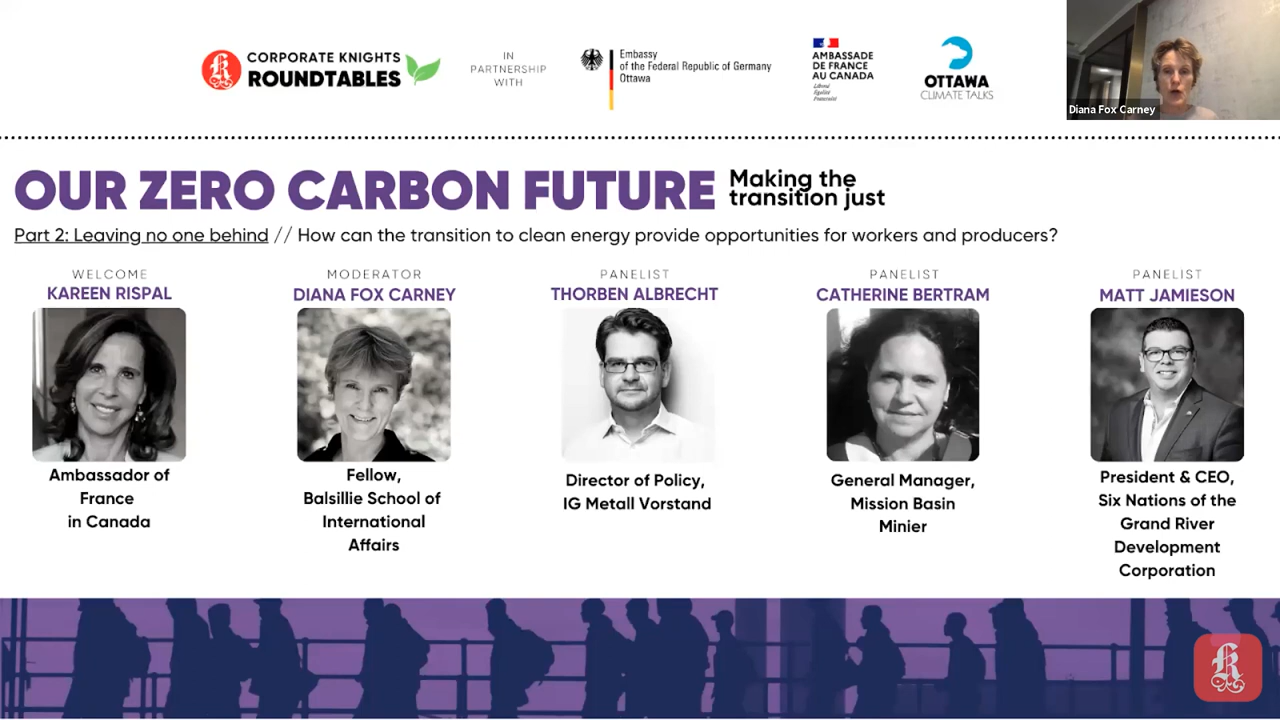 CORPORATE KNIGHTS
ROUNDTABLES
IN
PARTNERSHIP
WITH
Embassy
of the Federal Republic of Germany
Ottawa
AMBASSADE
DE FRANCE
AU CANADA
Liberté
Égalité
Fraternité
OTTAWA
CLIMATE TALKS
Diana Fox Carney
OUR ZERO CARBON FUTURE
Making the
transition just
Part 2: Leaving no one behind // How can the transition to clean energy provide opportunities for workers and producers?
WELCOME
KAREEN RISPAL
Ambassador of
France
in Canada
MODERATOR
DIANA FOX CARNEY
Fellow,
Balsillie School of
International
Affairs
PANELIST
THORBEN ALBRECHT
Director of Policy,
IG Metall Vorstand
PANELIST
CATHERINE BERTRAM
General Manager,
Mission Basin
Minier
PANELIST
MATT JAMIESON
President & CEO,
Six Nations of the
Grand River
Development
Corporation